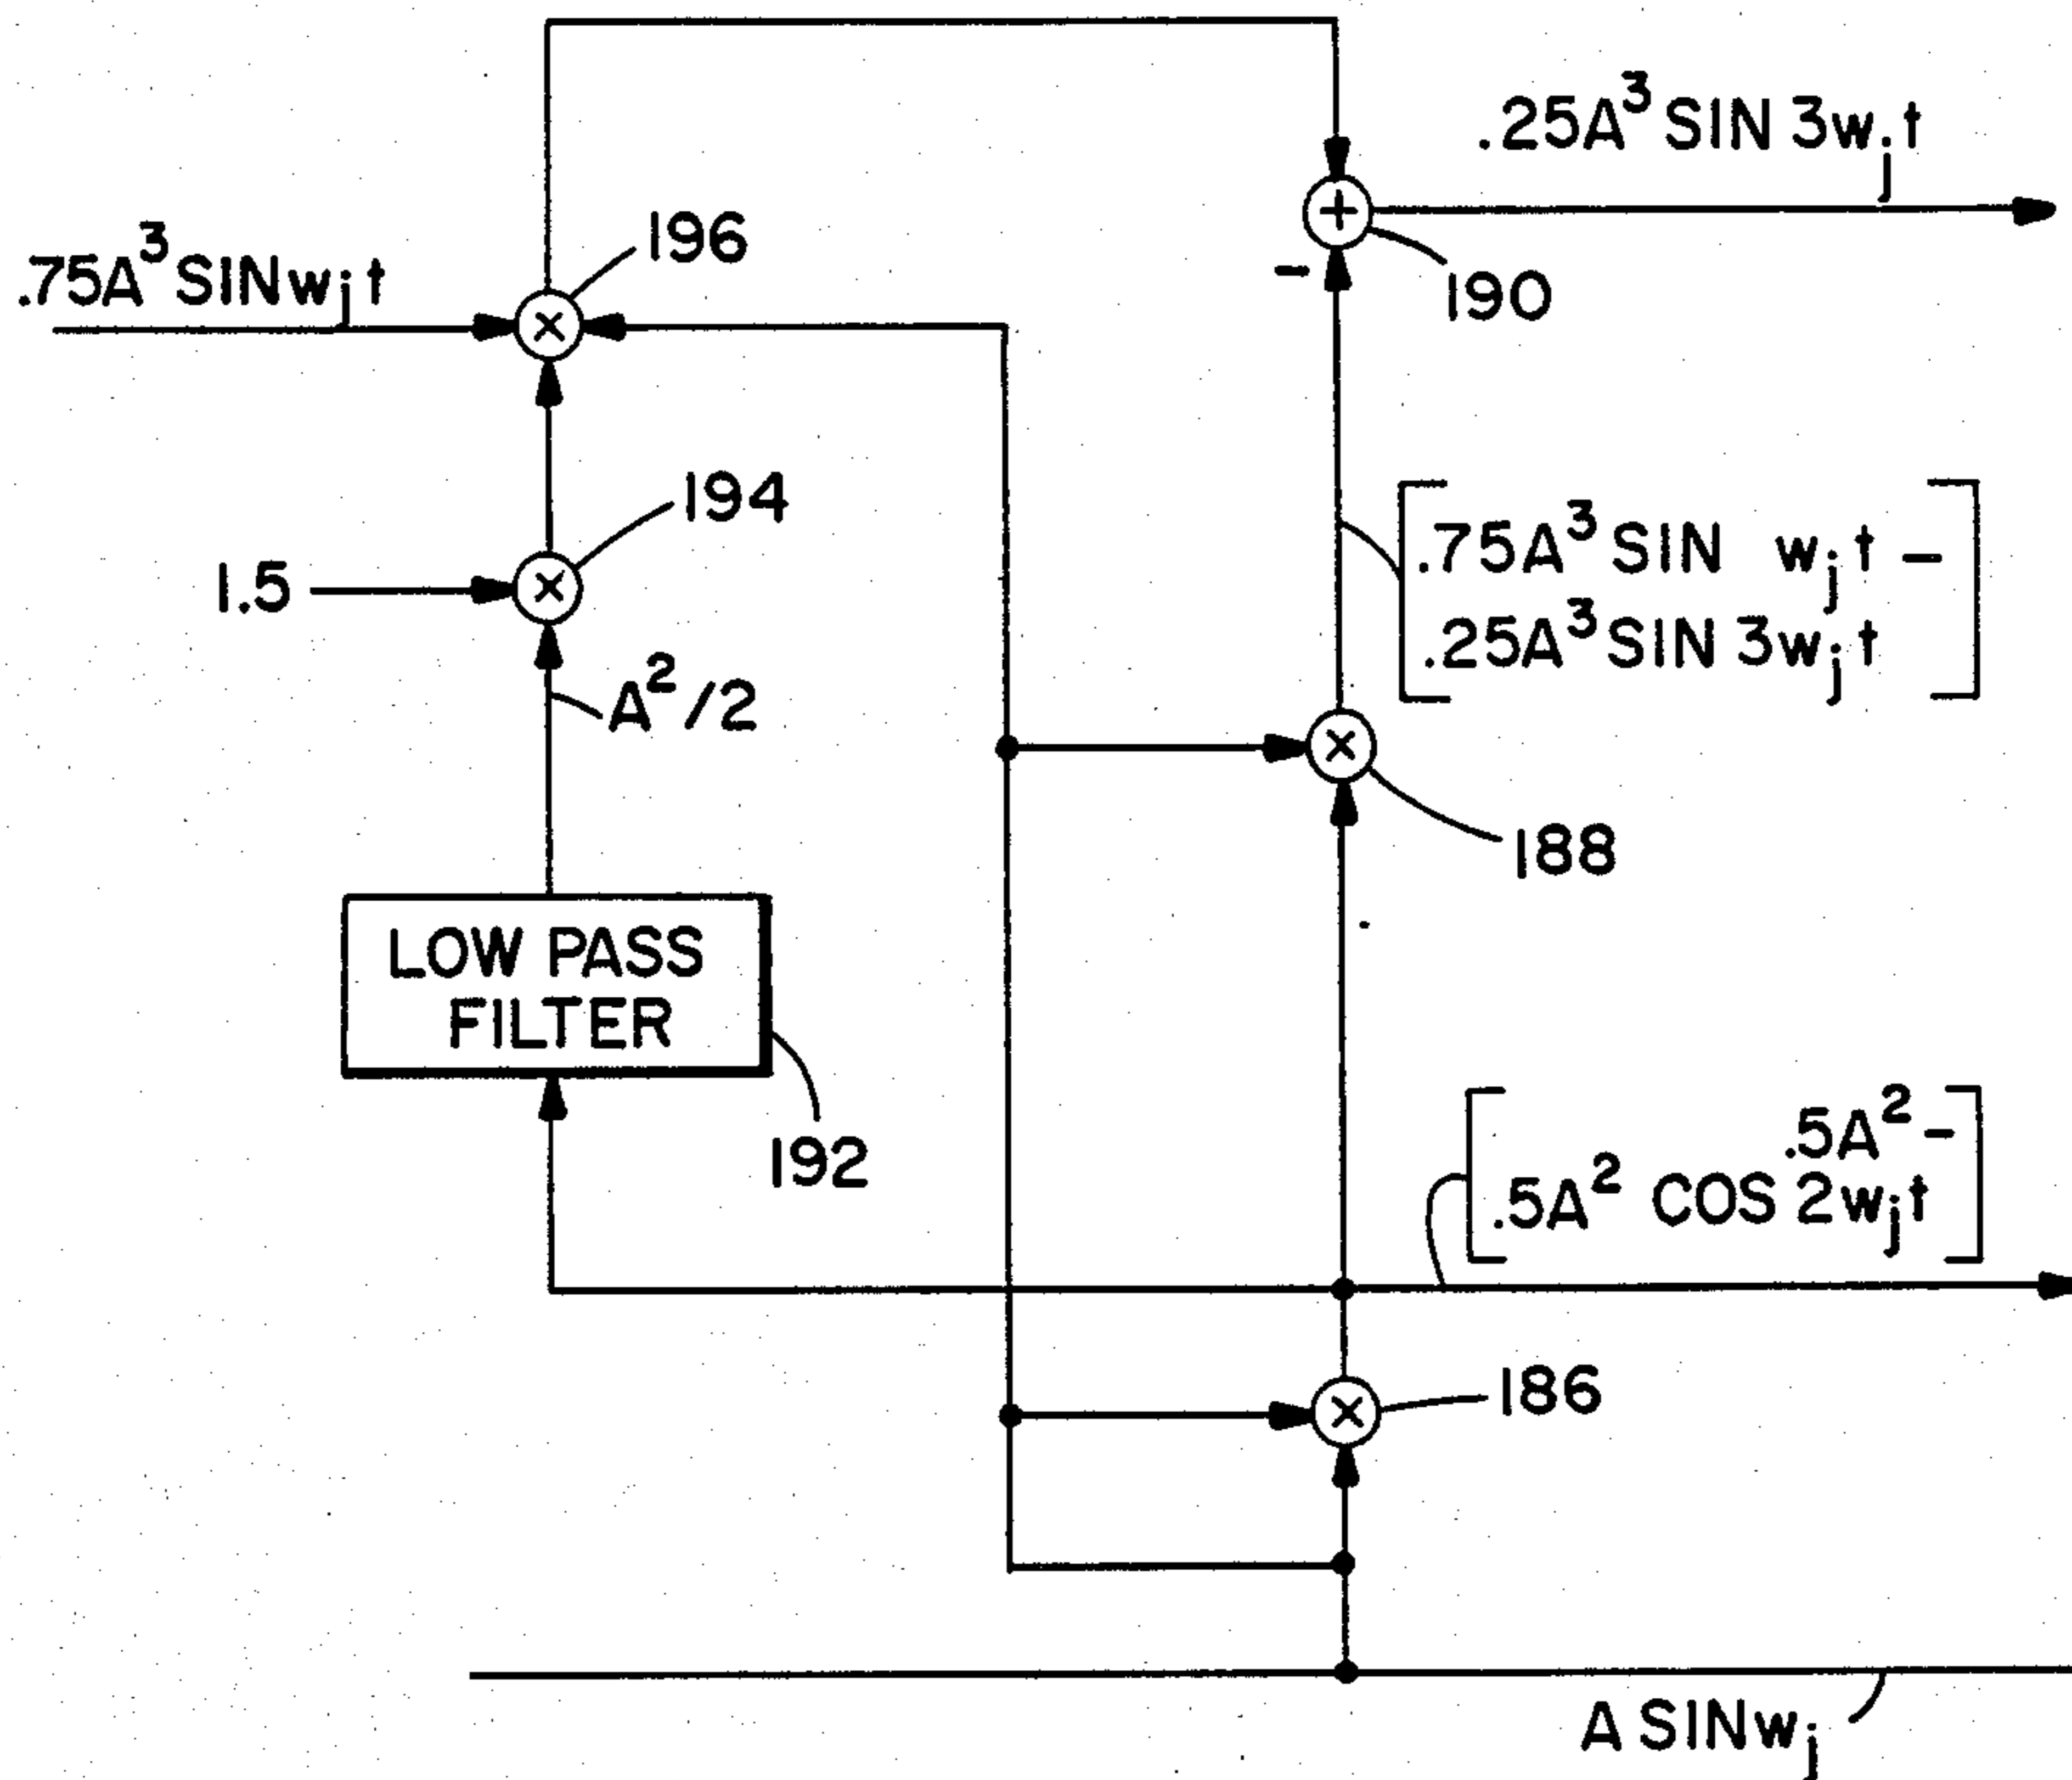 .25A³ SIN 3wⱼt
196
.75A³ SINwⱼt
190
-
194
1.5
.75A³ SIN wⱼt -
.25A³ SIN 3wⱼt
A²/2
188
LOW PASS
FILTER
192
.5A² -
.5A² COS 2wⱼt
186
A SINwⱼ